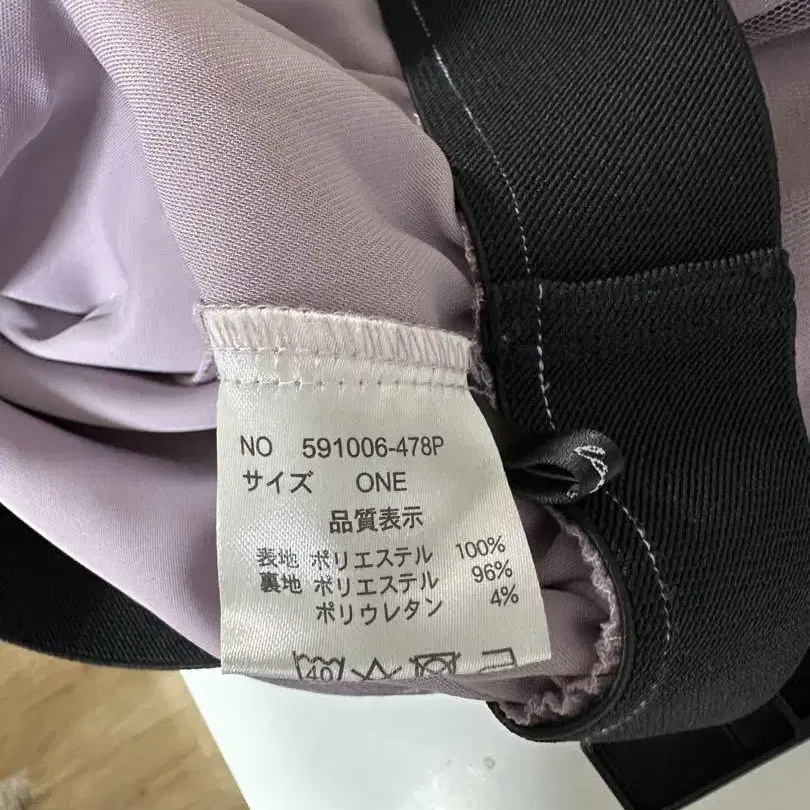 NO 591006-478P
サイズ ONE
品質表示
表地 ポリエステル 100%
裏地 ポリエステル 96%
ポリウレタン 4%
40